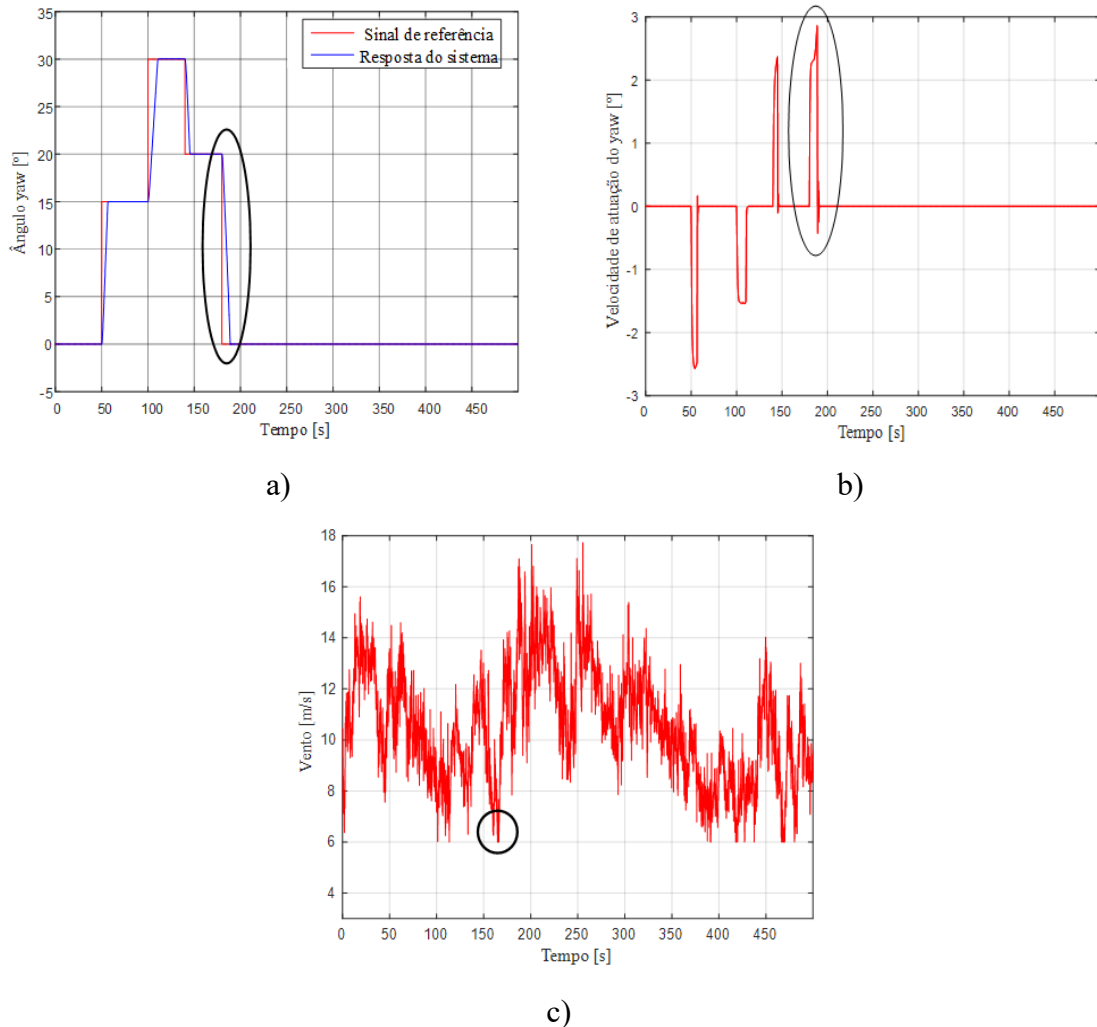 Sinal de referência
Resposta do sistema
Ângulo yaw [º]
35
30
25
20
15
10
5
0
-5
0 50 100 150 200 250 300 350 400 450
Tempo [s]
a)
Velocidade de atuação do yaw [º]
3
2
1
0
-1
-2
-3
0 50 100 150 200 250 300 350 400 450
Tempo [s]
b)
Vento [m/s]
18
16
14
12
10
8
6
4
0 50 100 150 200 250 300 350 400 450
Tempo [s]
c)